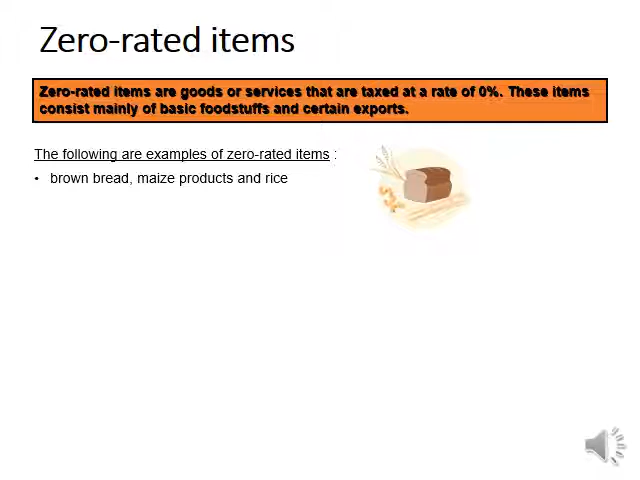 Zero-rated items
Zero-rated items are goods or services that are taxed at a rate of 0%. These items
consist mainly of basic foodstuffs and certain exports.
The following are examples of zero-rated items :
• brown bread, maize products and rice